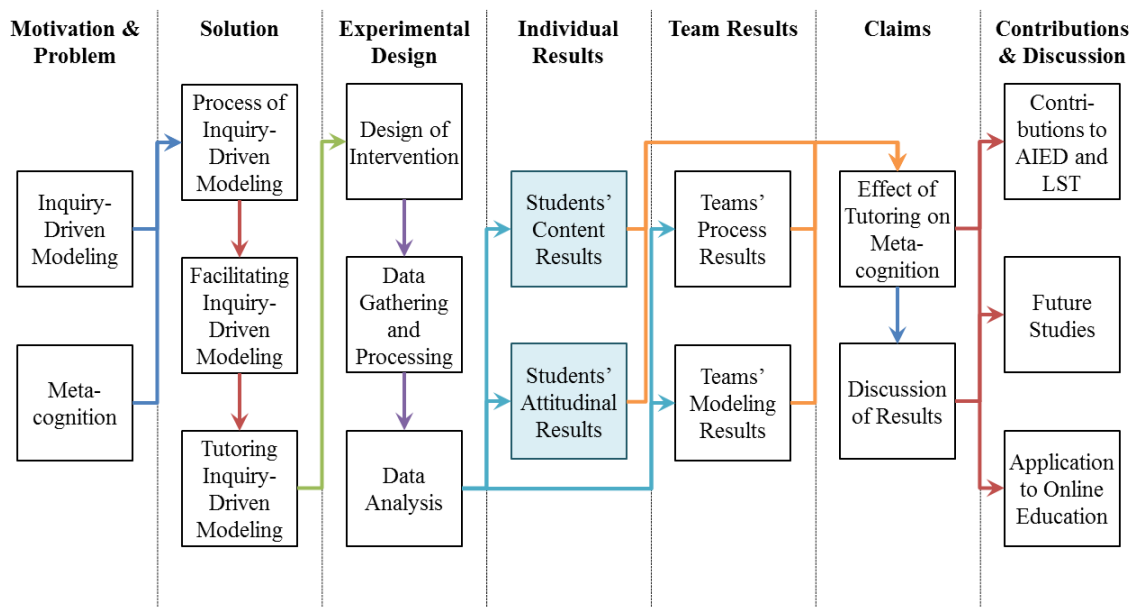 Motivation &
Problem
Solution
Experimental
Design
Individual
Results
Team Results
Claims
Contributions
& Discussion
Inquiry-
Driven
Modeling
Meta-
cognition
Process of
Inquiry-
Driven
Modeling
Facilitating
Inquiry-
Driven
Modeling
Tutoring
Inquiry-
Driven
Modeling
Design of
Intervention
Data
Gathering
and
Processing
Data
Analysis
Students’
Content
Results
Students’
Attitudinal
Results
Teams’
Process
Results
Teams’
Modeling
Results
Effect of
Tutoring on
Meta-
cognition
Discussion
of Results
Contri-
butions to
AIED and
LST
Future
Studies
Application
to Online
Education